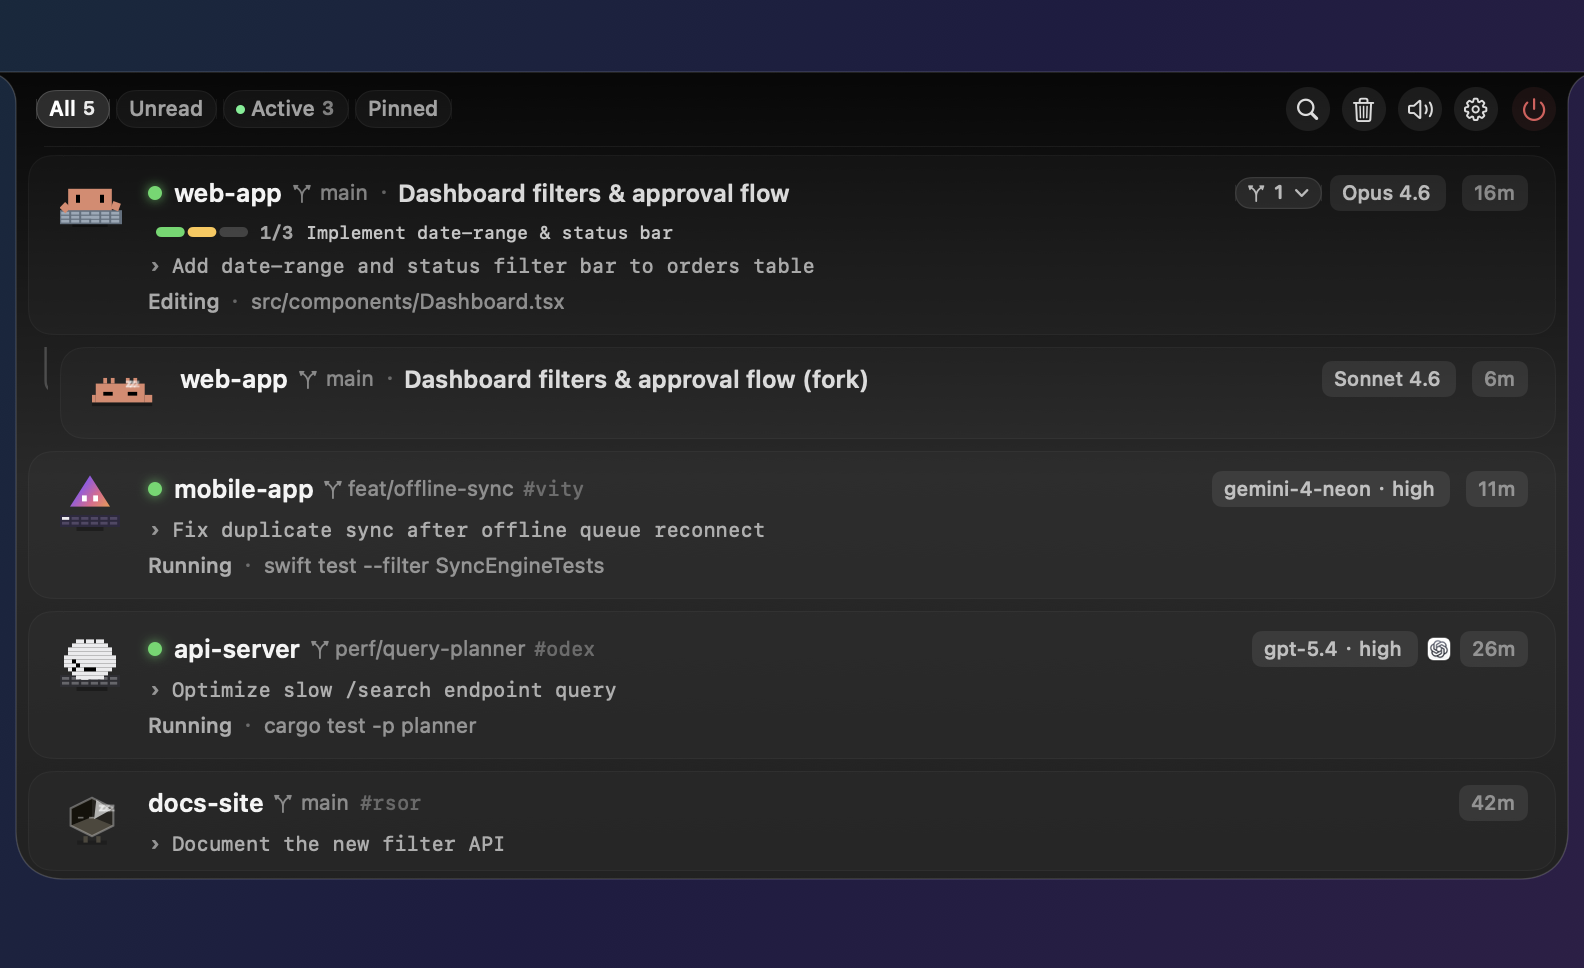 All 5 Unread Active 3 Pinned
web-app main · Dashboard filters & approval flow 1 Opus 4.6 16m
1/3 Implement date-range & status bar
› Add date-range and status filter bar to orders table
Editing · src/components/Dashboard.tsx
web-app main · Dashboard filters & approval flow (fork) Sonnet 4.6 6m
mobile-app feat/offline-sync #vity gemini-4-neon · high 11m
› Fix duplicate sync after offline queue reconnect
Running · swift test --filter SyncEngineTests
api-server perf/query-planner #odex gpt-5.4 · high 26m
› Optimize slow /search endpoint query
Running · cargo test -p planner
docs-site main #rsor 42m
› Document the new filter API